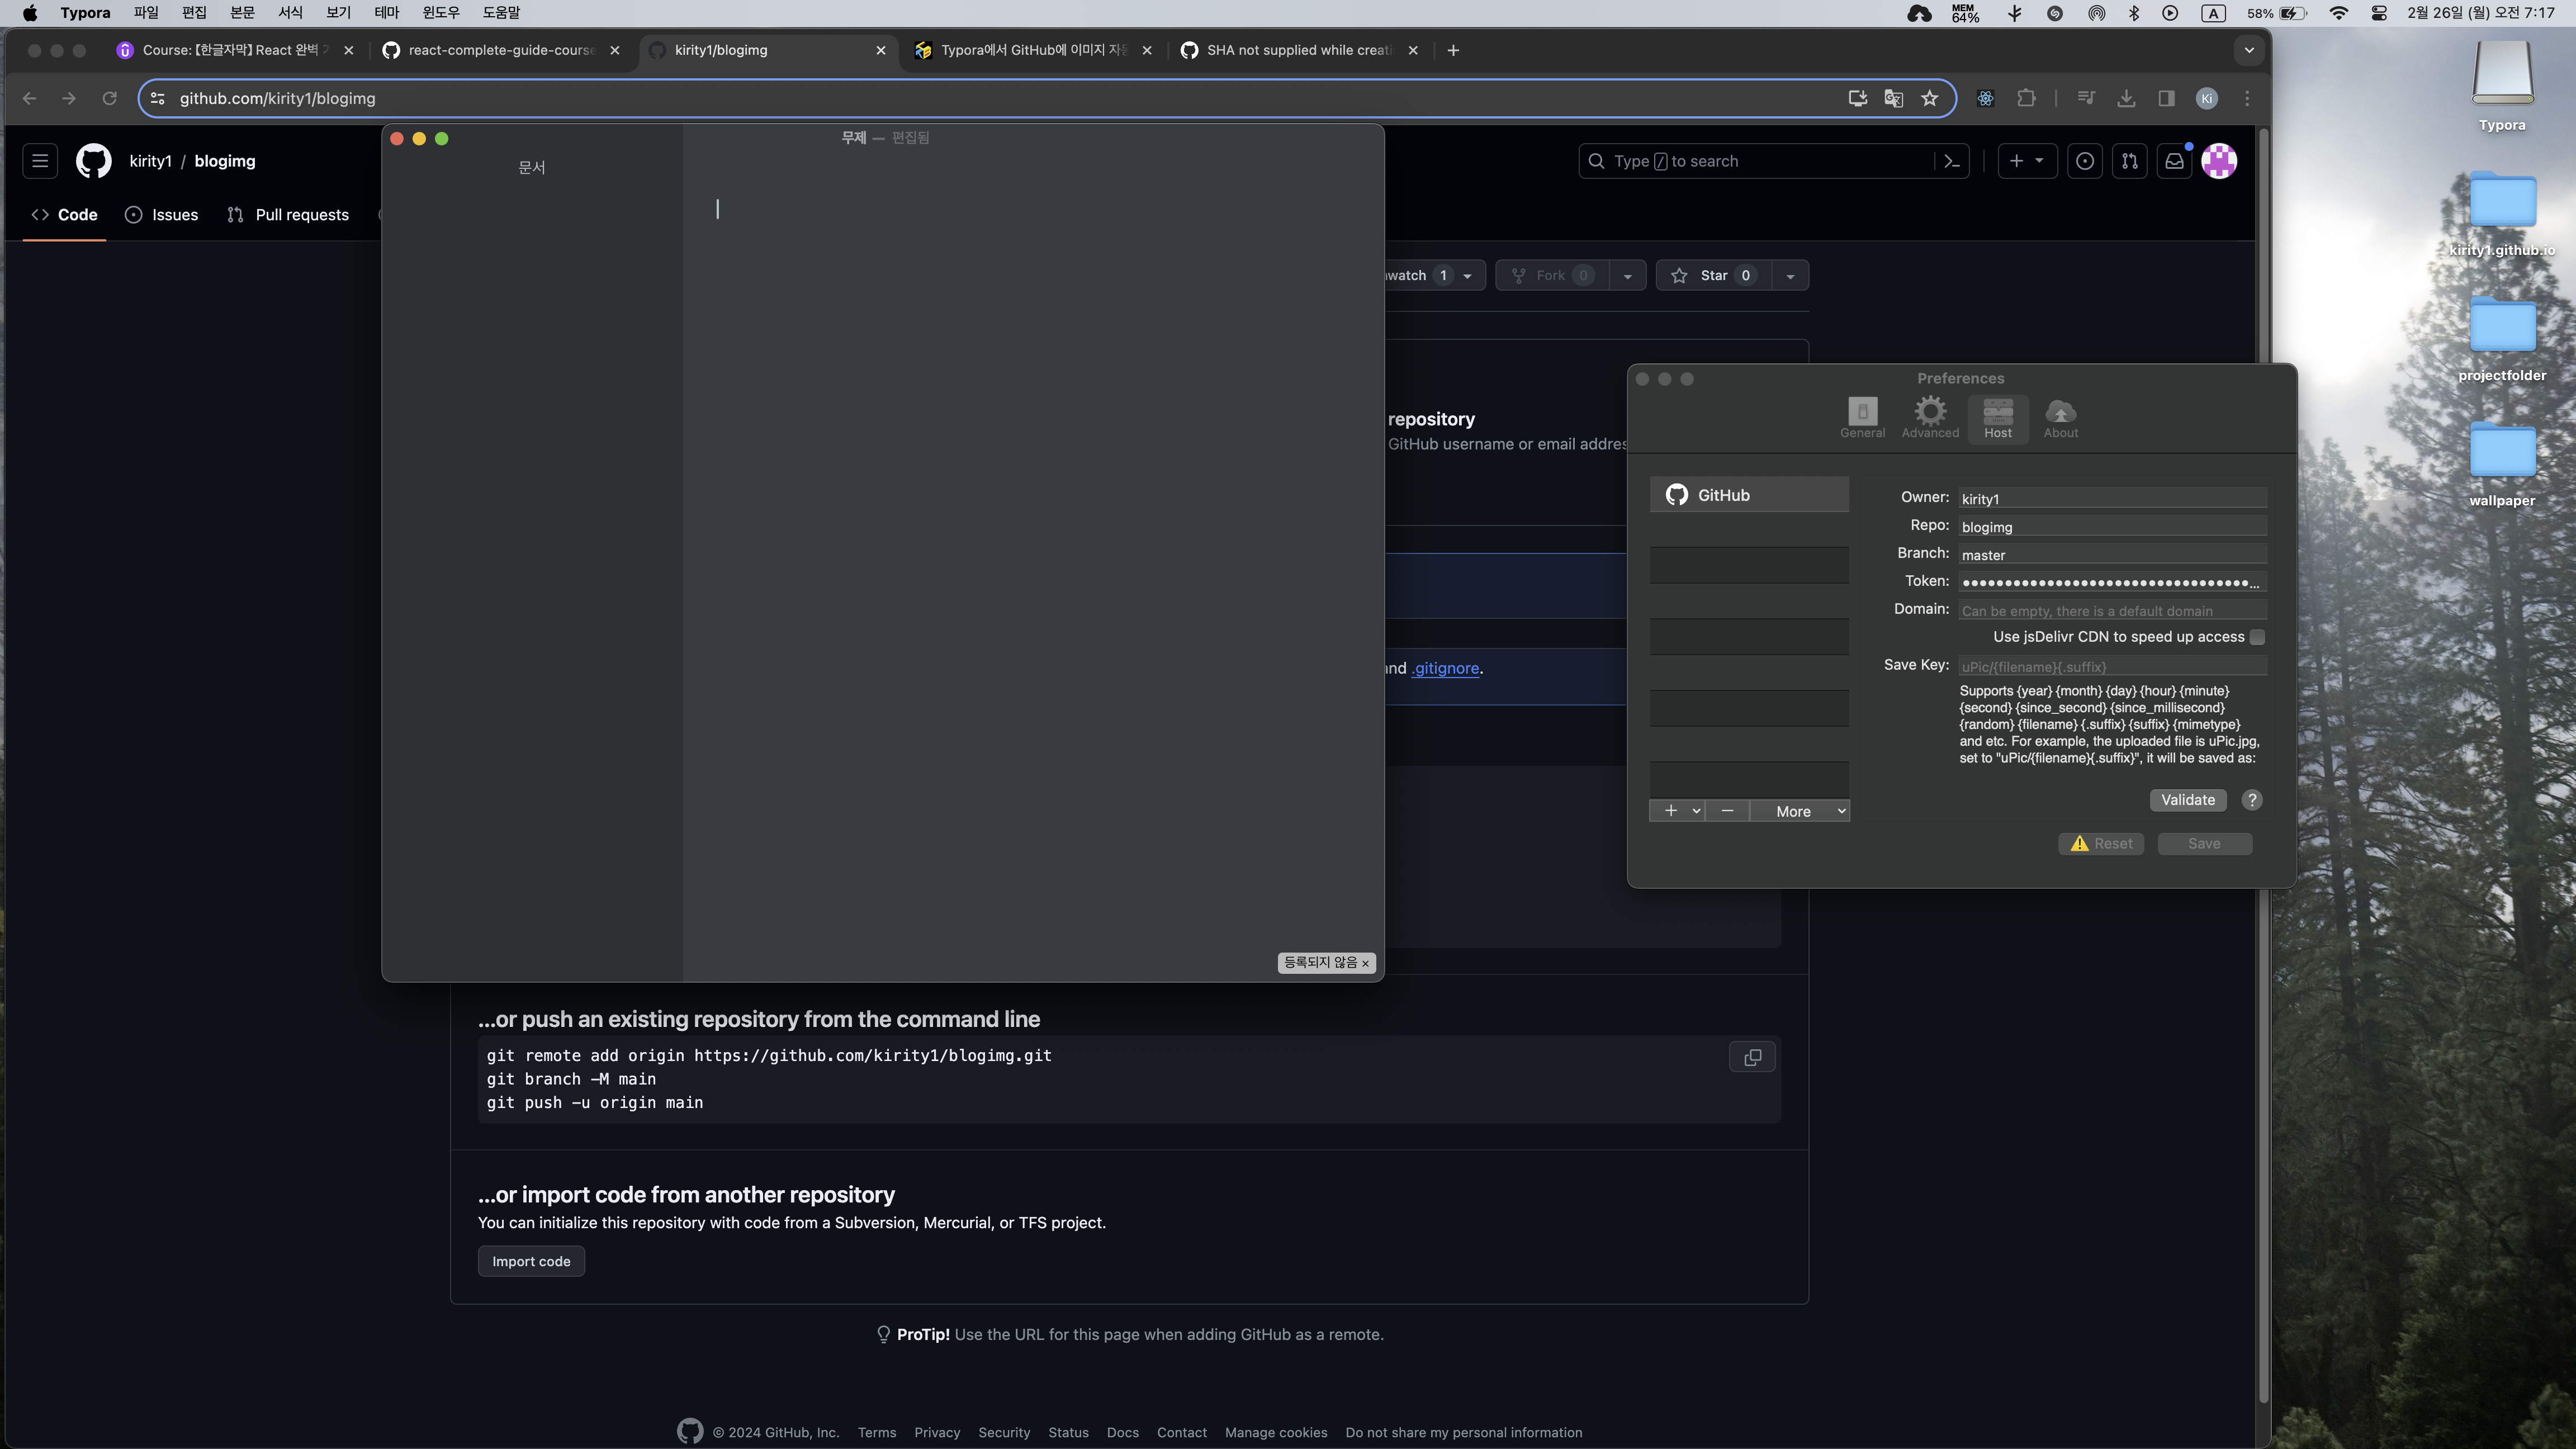 Typora 파일 편집 본문 서식 보기 테마 윈도우 도움말
MEM 64% A 58% 2월 26일 (월) 오전 7:17
Course: 【한글자막】 React 완벽
react-complete-guide-course
kirity1/blogimg
Typora에서 GitHub에 이미지 자동
SHA not supplied while creati
github.com/kirity1/blogimg
Ki
kirity1 / blogimg
Type / to search
Code Issues Pull requests
무제 — 편집됨
문서
등록되지 않음 ×
watch 1 Fork 0 Star 0
repository
GitHub username or email addres
and .gitignore.
Preferences
General Advanced Host About
GitHub
Owner: kirity1
Repo: blogimg
Branch: master
Token: ●●●●●●●●●●●●●●●●●●●●●●●●●●●●●●●●●●...
Domain: Can be empty, there is a default domain
Use jsDelivr CDN to speed up access
Save Key: uPic/{filename}{.suffix}
Supports {year} {month} {day} {hour} {minute}
{second} {since_second} {since_millisecond}
{random} {filename} {.suffix} {suffix} {mimetype}
and etc. For example, the uploaded file is uPic.jpg,
set to "uPic/{filename}{.suffix}", it will be saved as:
Validate ?
+ − More
Reset Save
Typora
kirity1.github.io
projectfolder
wallpaper
...or push an existing repository from the command line
git remote add origin https://github.com/kirity1/blogimg.git
git branch -M main
git push -u origin main
...or import code from another repository
You can initialize this repository with code from a Subversion, Mercurial, or TFS project.
Import code
ProTip! Use the URL for this page when adding GitHub as a remote.
© 2024 GitHub, Inc. Terms Privacy Security Status Docs Contact Manage cookies Do not share my personal information